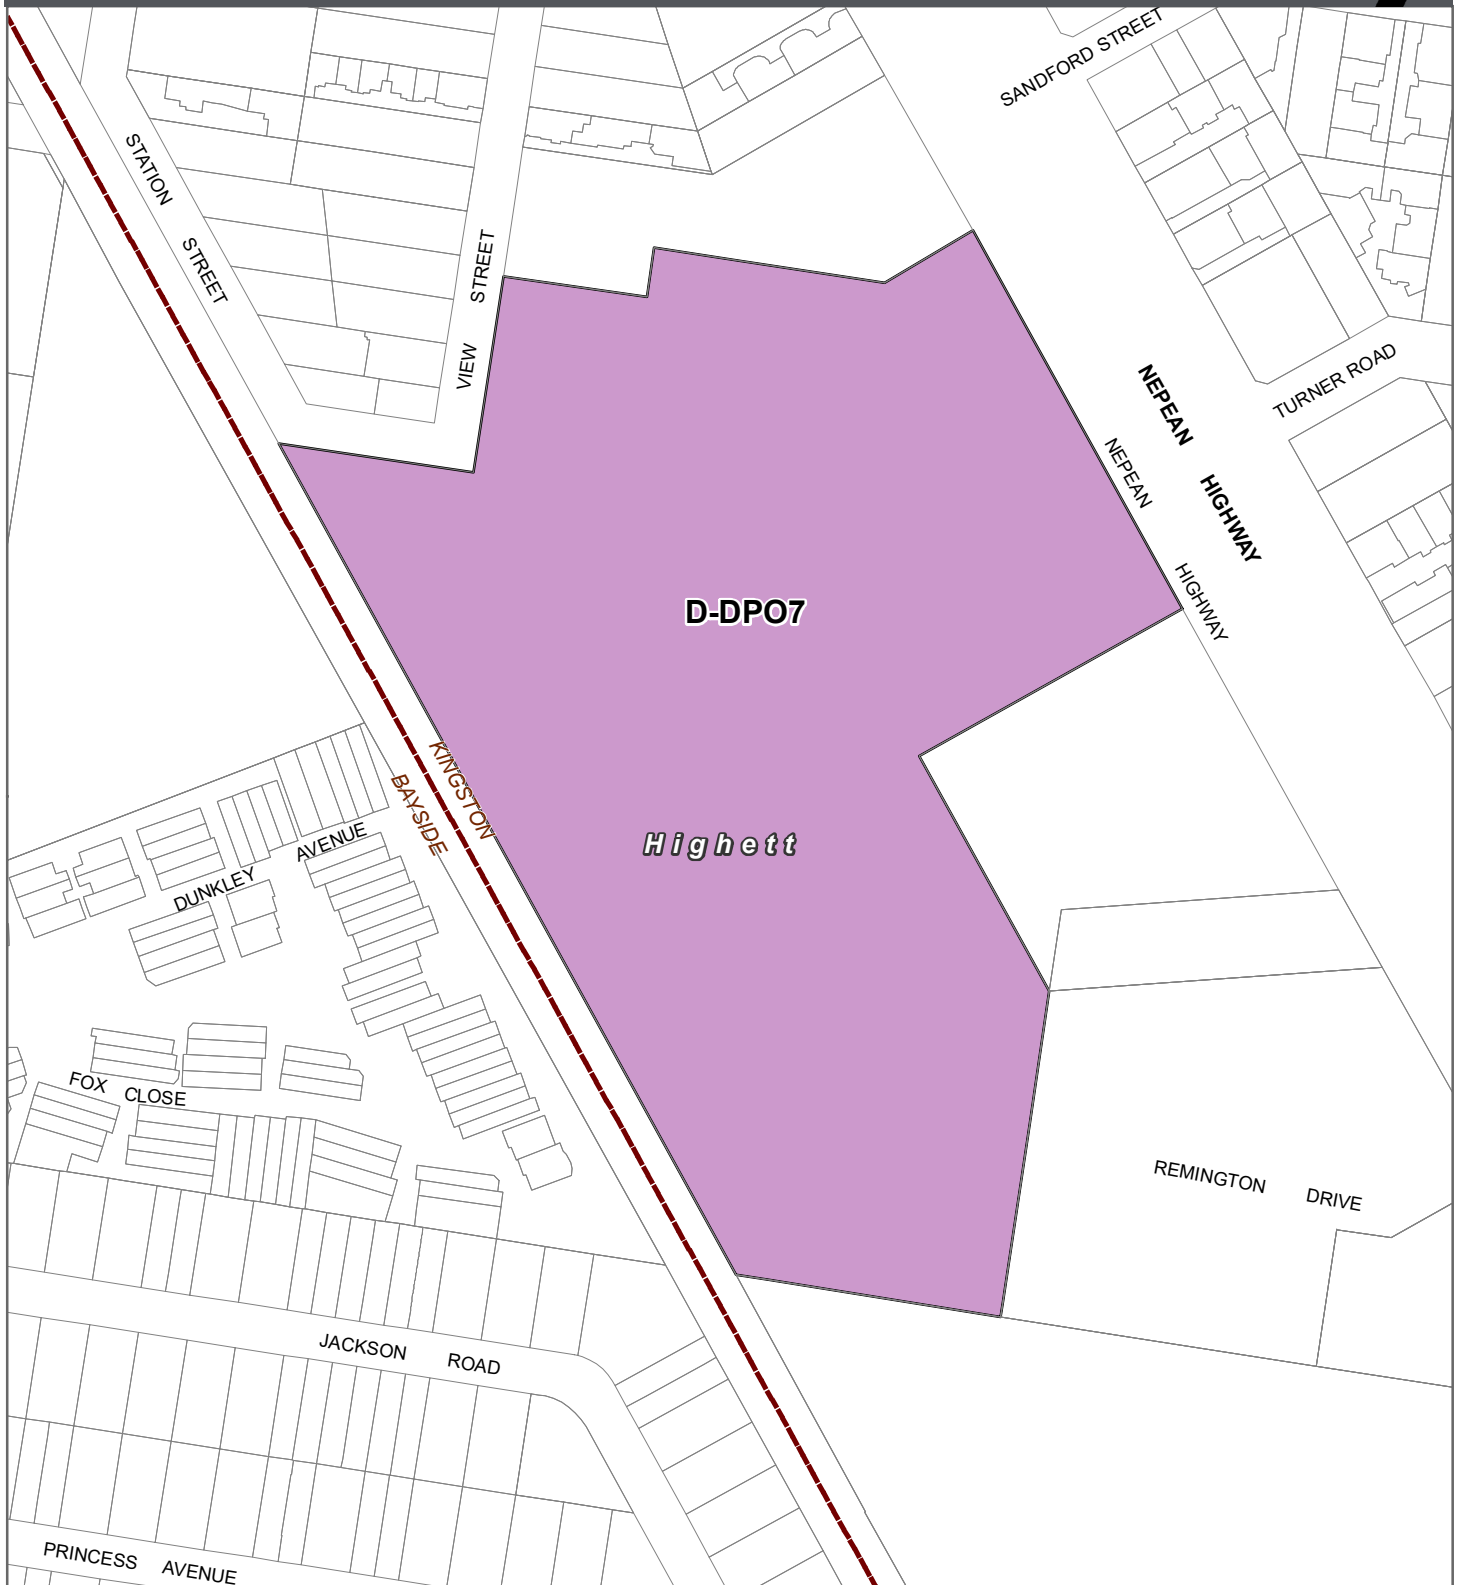 SANDFORD STREET
STATION STREET
VIEW STREET
TURNER ROAD
NEPEAN HIGHWAY
NEPEAN HIGHWAY
D-DPO7
KINGSTON
BAYSIDE
Highett
DUNKLEY AVENUE
FOX CLOSE
REMINGTON DRIVE
JACKSON ROAD
PRINCESS AVENUE